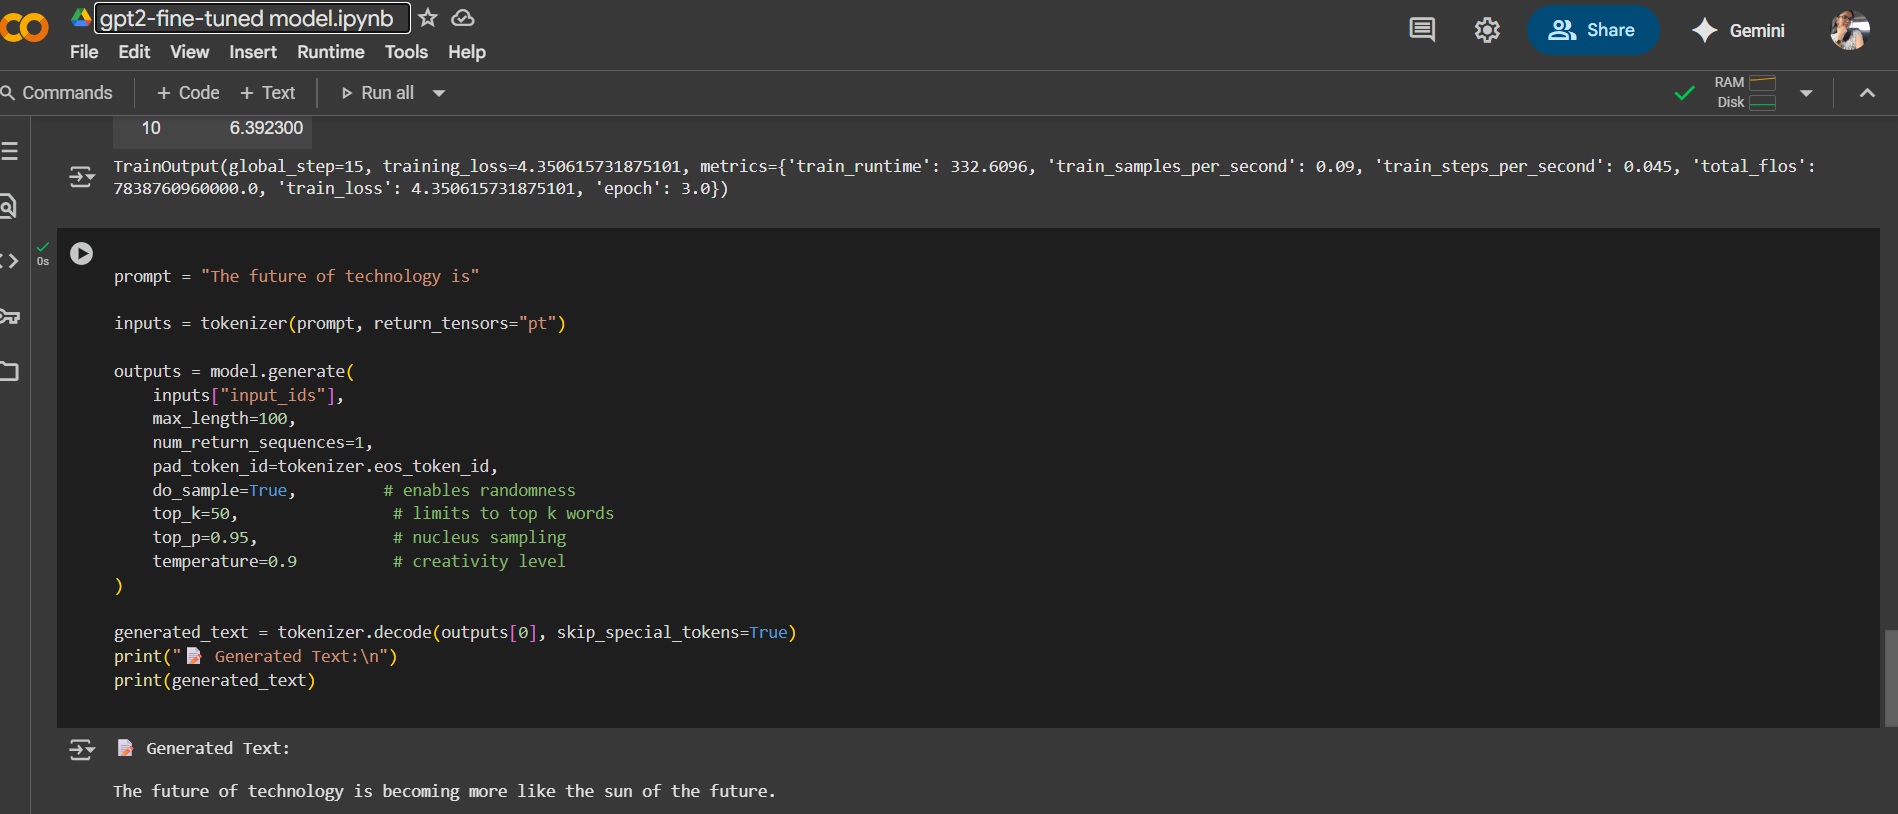 gpt2-fine-tuned model.ipynb
File Edit View Insert Runtime Tools Help
Share
Gemini
Commands + Code + Text Run all
RAM
Disk
10 6.392300
TrainOutput(global_step=15, training_loss=4.350615731875101, metrics={'train_runtime': 332.6096, 'train_samples_per_second': 0.09, 'train_steps_per_second': 0.045, 'total_flos':
7838760960000.0, 'train_loss': 4.350615731875101, 'epoch': 3.0})
0s
prompt = "The future of technology is"
inputs = tokenizer(prompt, return_tensors="pt")
outputs = model.generate(
    inputs["input_ids"],
    max_length=100,
    num_return_sequences=1,
    pad_token_id=tokenizer.eos_token_id,
    do_sample=True,         # enables randomness
    top_k=50,                # limits to top k words
    top_p=0.95,              # nucleus sampling
    temperature=0.9          # creativity level
)
generated_text = tokenizer.decode(outputs[0], skip_special_tokens=True)
print("📝 Generated Text:\n")
print(generated_text)
📝 Generated Text:
The future of technology is becoming more like the sun of the future.